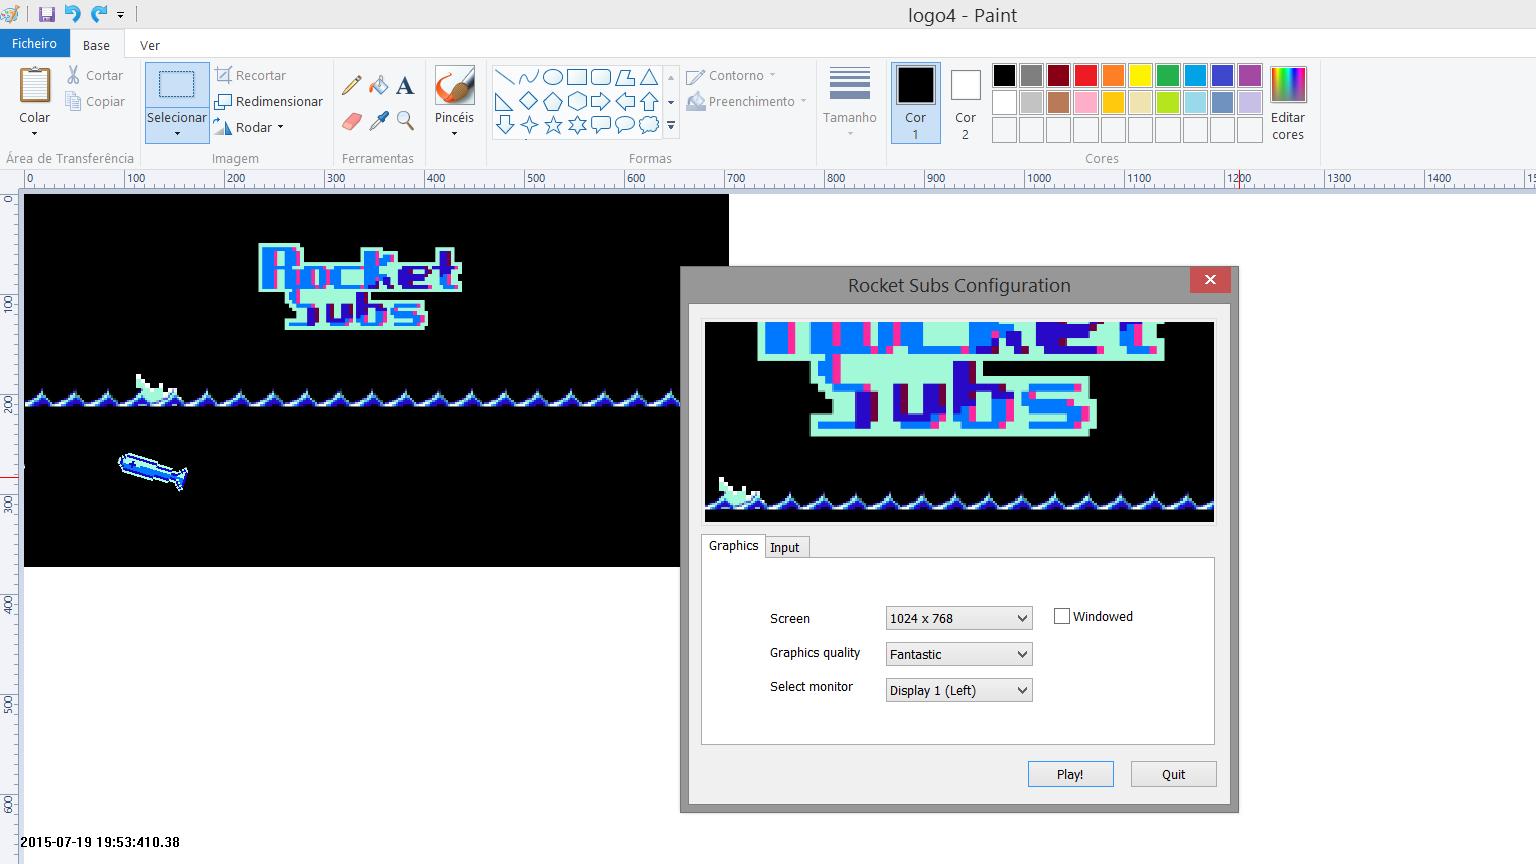 logo4 - Paint
Ficheiro Base Ver
Colar
Cortar
Copiar
Área de Transferência
Selecionar
Recortar
Redimensionar
Rodar
Imagem
A
Ferramentas
Pincéis
Contorno
Preenchimento
Formas
Tamanho
Cor
1
Cor
2
Editar
cores
Cores
0 100 200 300 400 500 600 700 800 900 1000 1100 1200 1300 1400
0
100
200
300
400
500
600
Rocket
Subs
Rocket Subs Configuration
Rocket
Subs
Graphics Input
Screen 1024 x 768 Windowed
Graphics quality Fantastic
Select monitor Display 1 (Left)
Play! Quit
2015-07-19 19:53:410.38